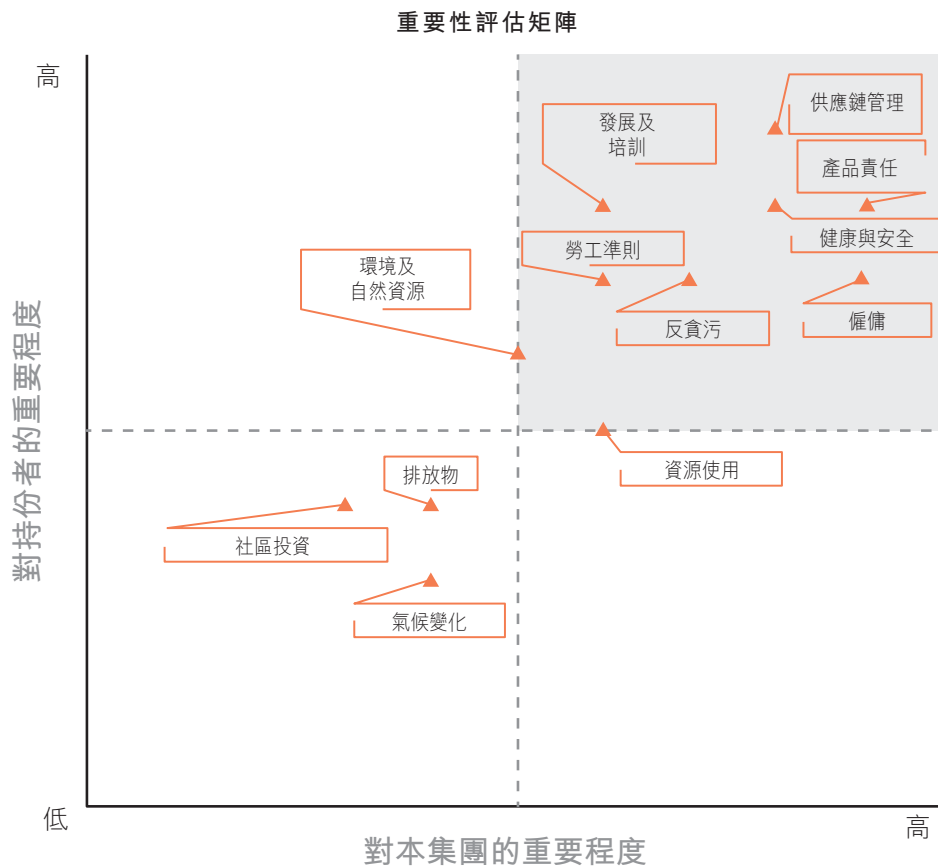 重要性評估矩陣
高
供應鏈管理
發展及
培訓
產品責任
健康與安全
勞工準則
環境及
自然資源
反貪污
僱傭
對持份者的重要程度
資源使用
排放物
社區投資
氣候變化
低
高
對本集團的重要程度